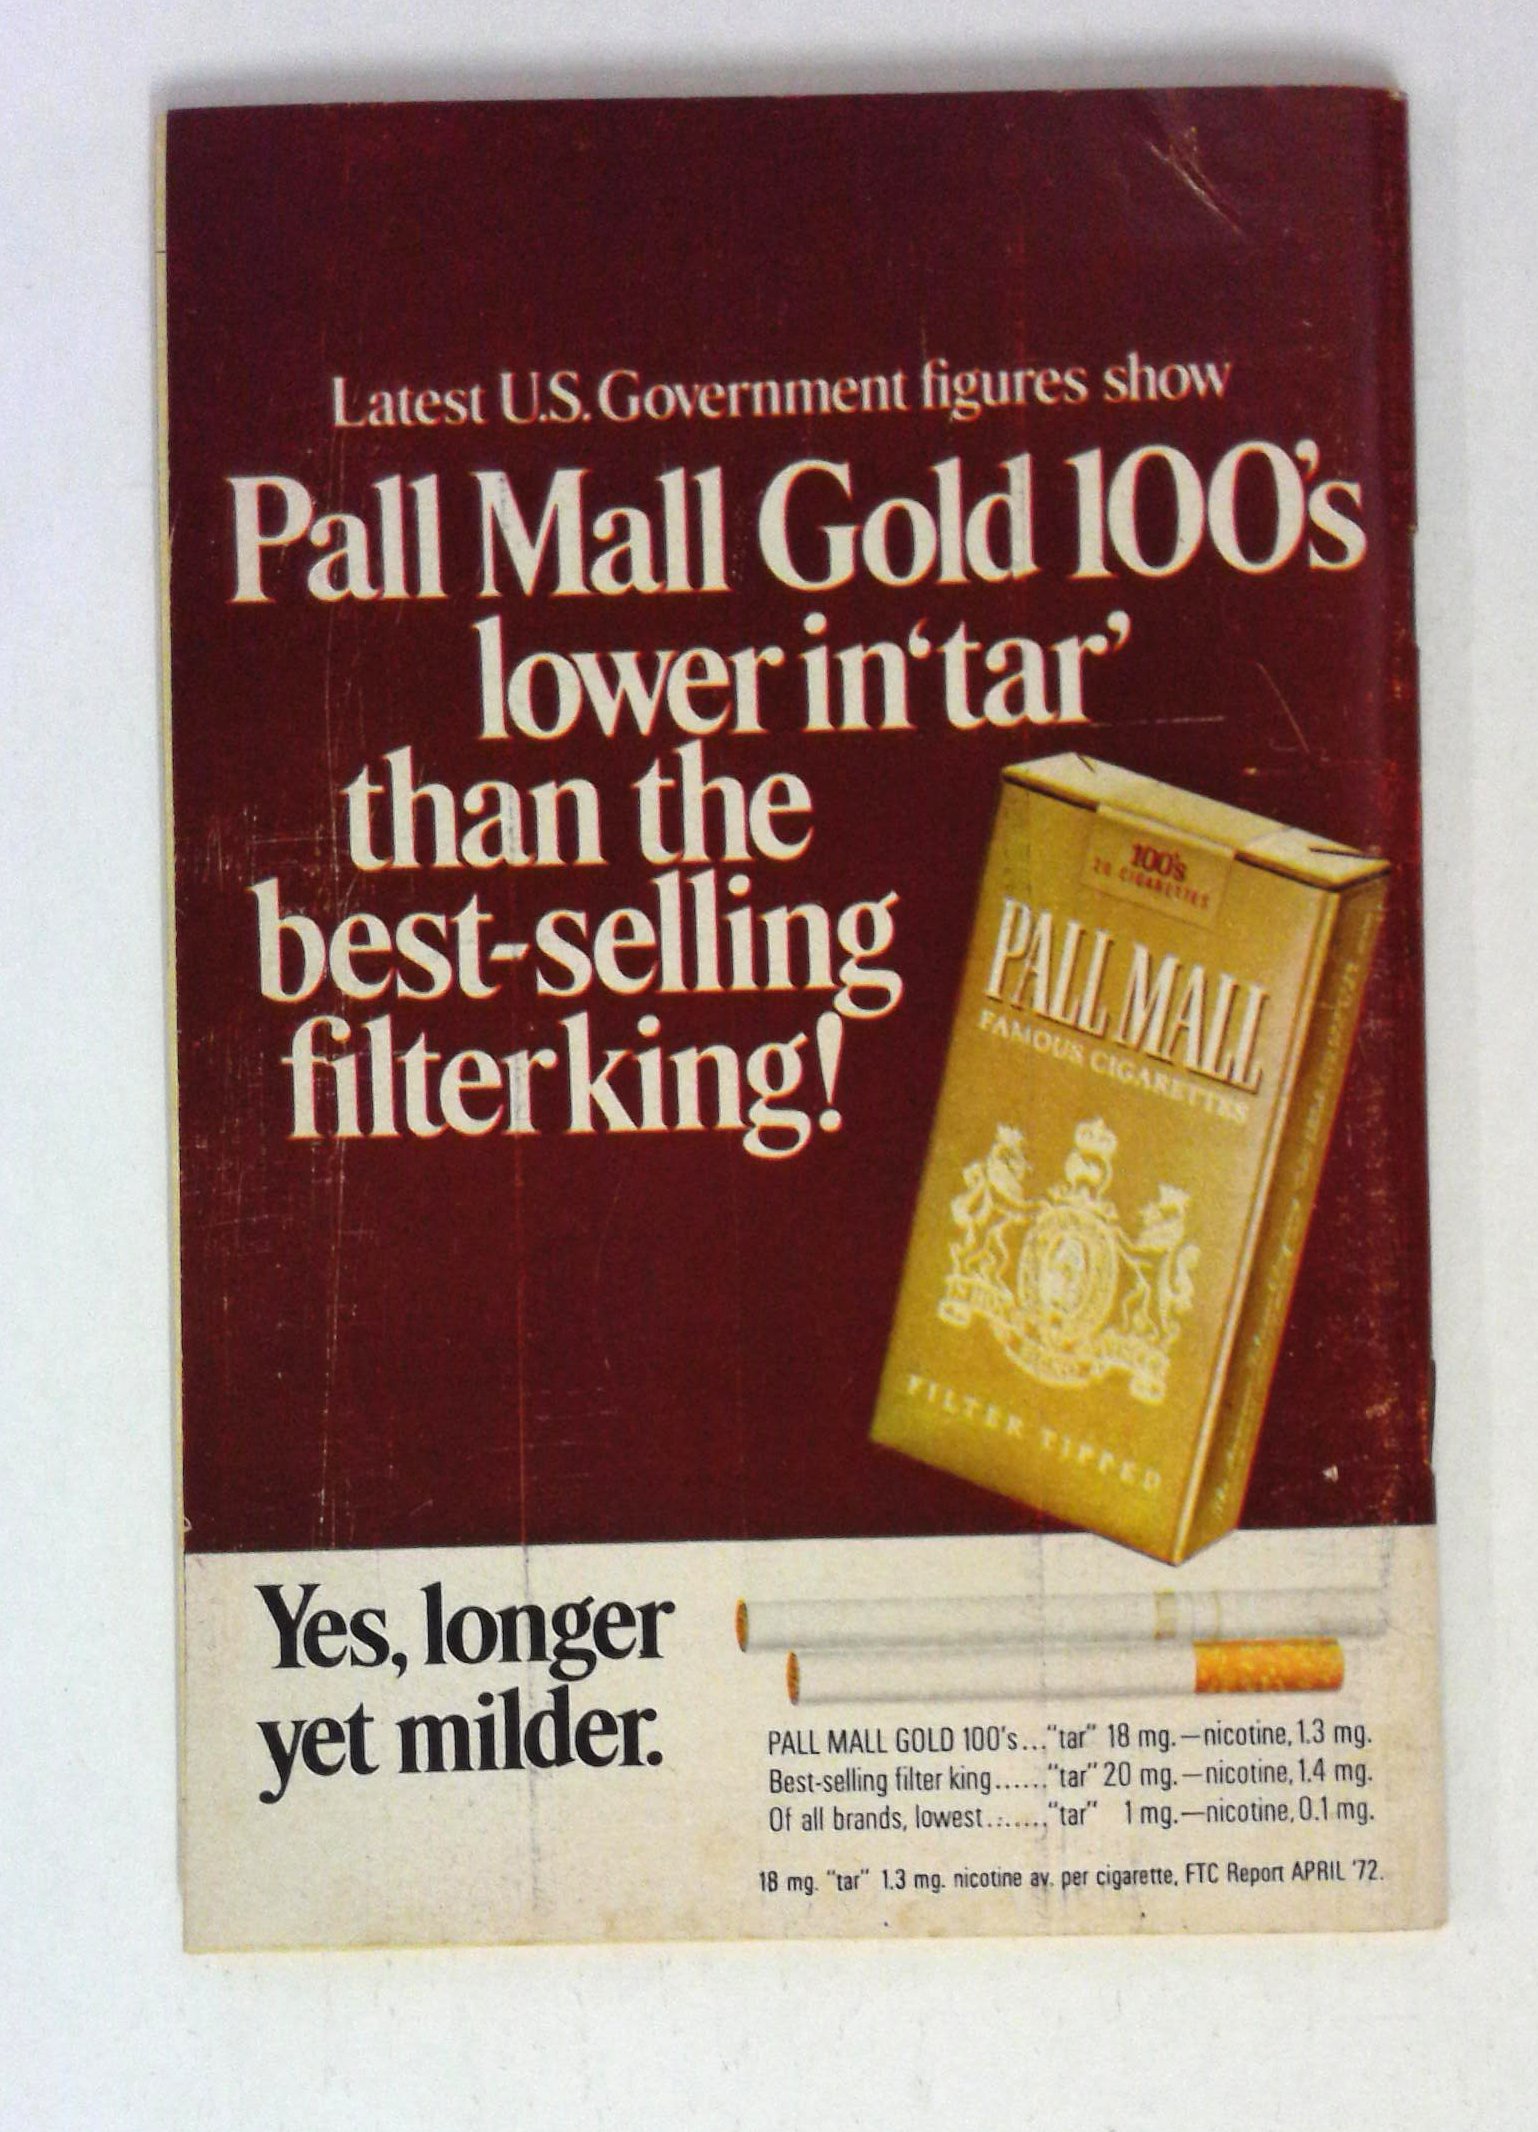 Latest U.S. Government figures show
Pall Mall Gold 100's
lower in 'tar'
than the
best-selling
filter king!
100's
20 CIGARETTES
PALL MALL
FAMOUS CIGARETTES
FILTER TIPPED
Yes, longer
yet milder.
PALL MALL GOLD 100's..."tar" 18 mg.—nicotine, 1.3 mg.
Best-selling filter king......"tar" 20 mg.—nicotine, 1.4 mg.
Of all brands, lowest......."tar" 1 mg.—nicotine, 0.1 mg.
18 mg. "tar" 1.3 mg. nicotine av. per cigarette, FTC Report APRIL '72.